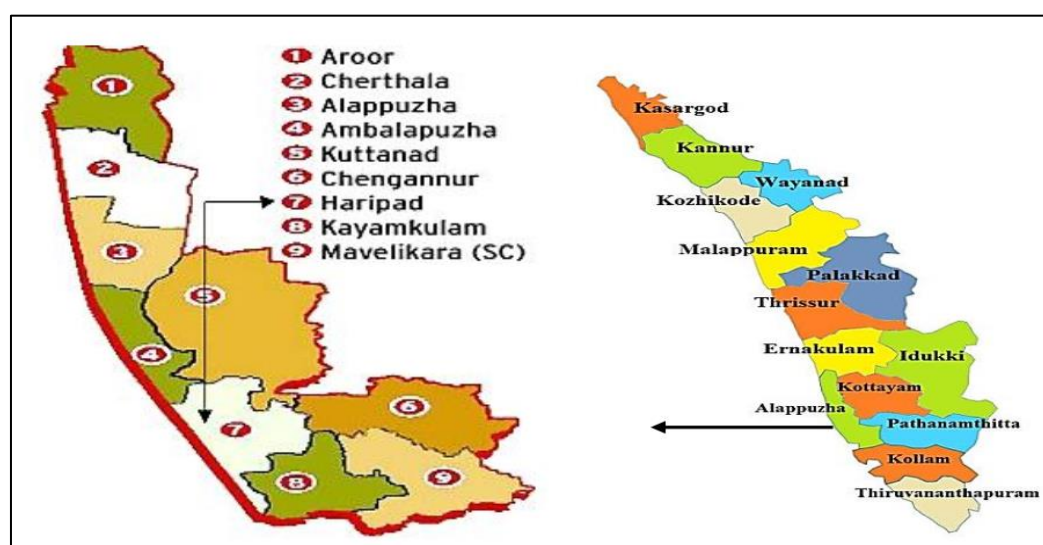 1 Aroor
2 Cherthala
3 Alappuzha
4 Ambalapuzha
5 Kuttanad
6 Chengannur
7 Haripad
8 Kayamkulam
9 Mavelikara (SC)
1
2
3
5
4
6
7
8
9
Kasargod
Kannur
Wayanad
Kozhikode
Malappuram
Palakkad
Thrissur
Ernakulam
Idukki
Kottayam
Alappuzha
Pathanamthitta
Kollam
Thiruvananthapuram